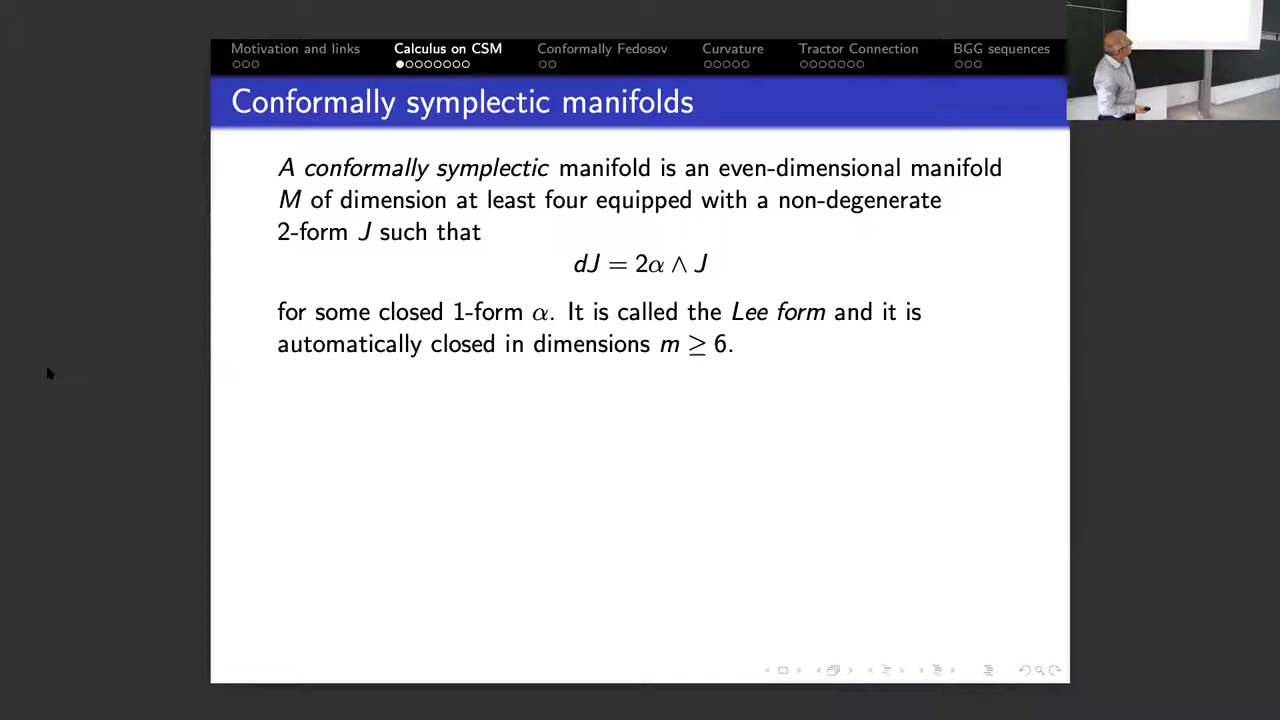 Motivation and links Calculus on CSM Conformally Fedosov Curvature Tractor Connection BGG sequences
Conformally symplectic manifolds
A conformally symplectic manifold is an even-dimensional manifold
M of dimension at least four equipped with a non-degenerate
2-form J such that
dJ = 2α ∧ J
for some closed 1-form α. It is called the Lee form and it is
automatically closed in dimensions m ≥ 6.